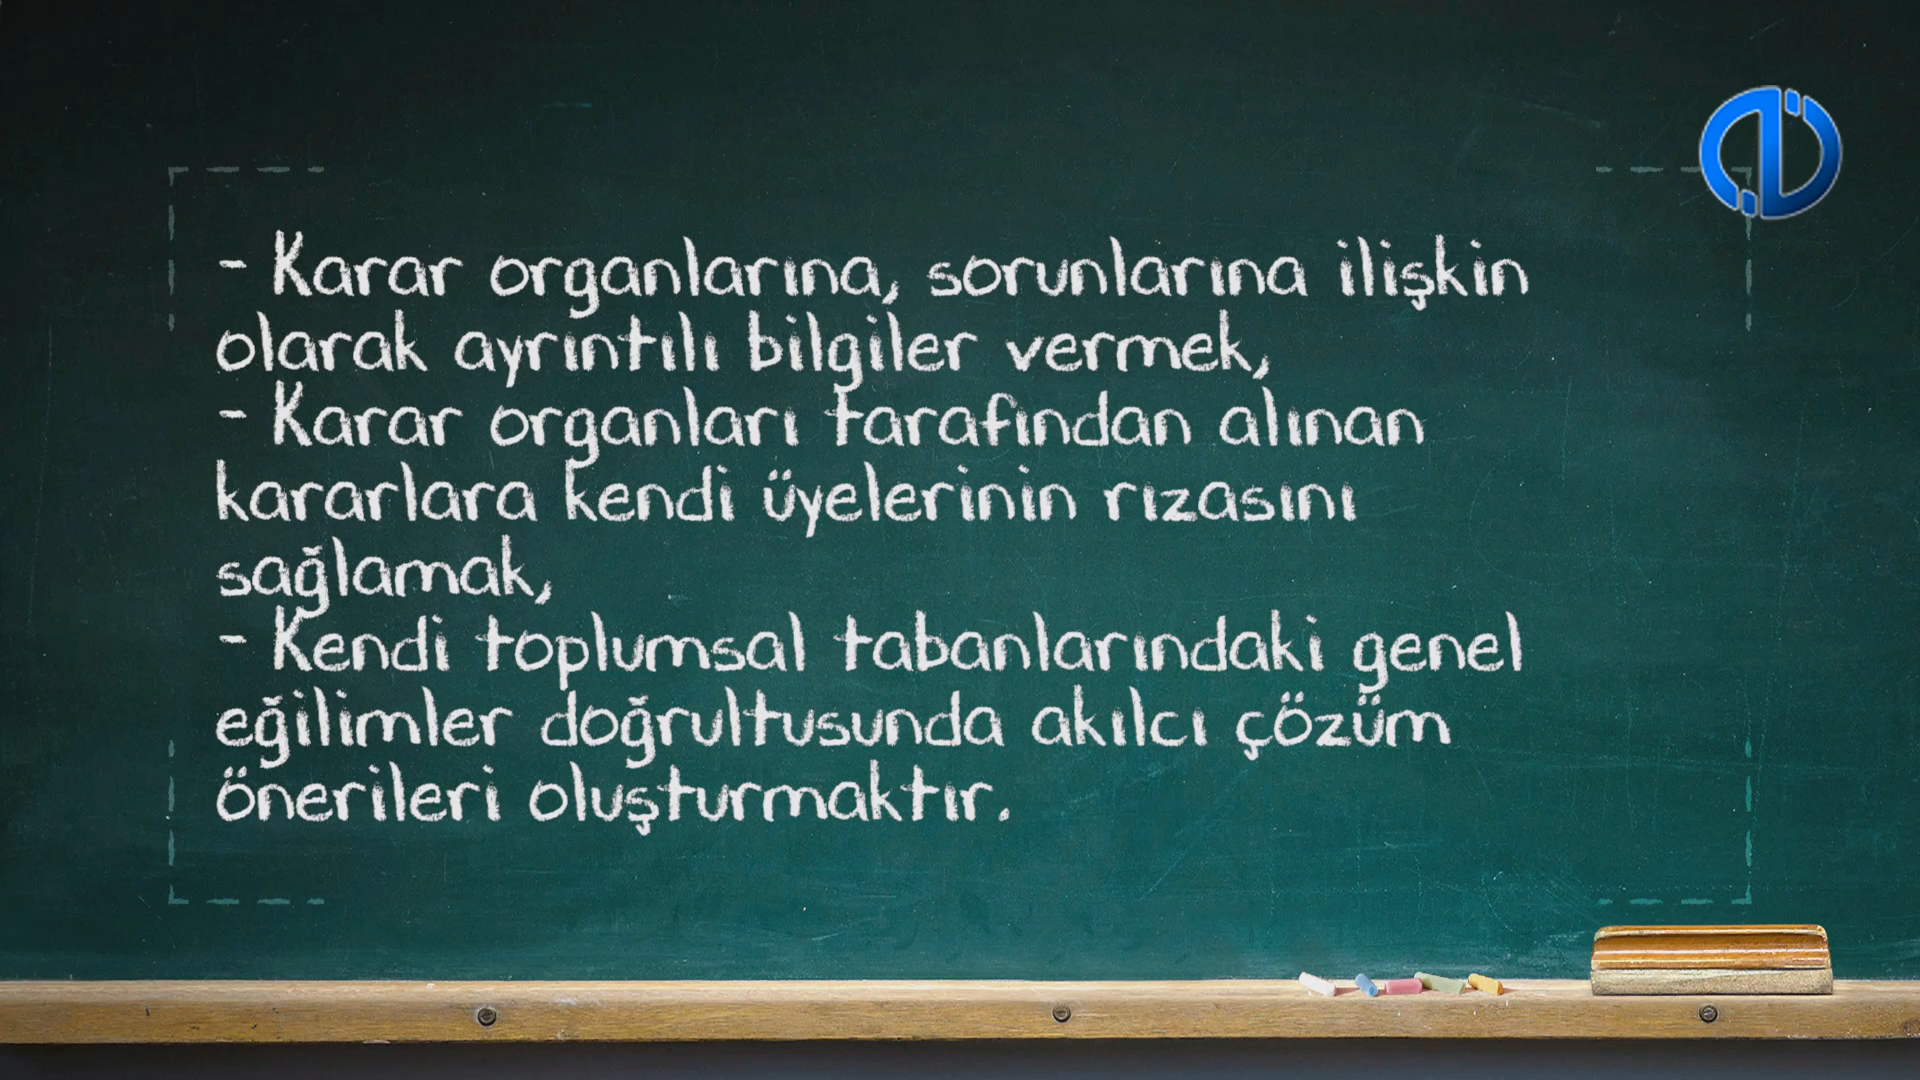 - Karar organlarına, sorunlarına ilişkin
olarak ayrıntılı bilgiler vermek,
- Karar organları tarafından alınan
kararlara kendi üyelerinin rızasını
sağlamak,
- Kendi toplumsal tabanlarındaki genel
eğilimler doğrultusunda akılcı çözüm
önerileri oluşturmaktır.